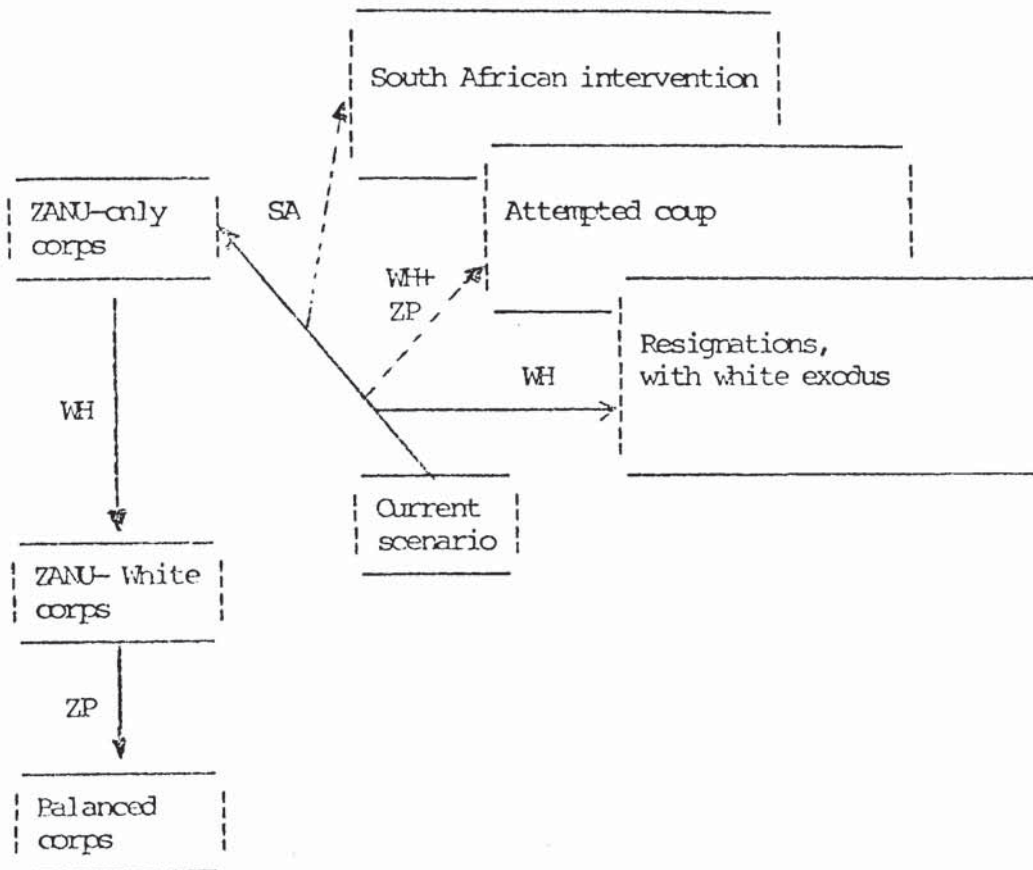 South African intervention
ZANU-only
corps
SA
Attempted coup
WH+
ZP
Resignations,
with white exodus
WH
WH
Current
scenario
ZANU- White
corps
ZP
Balanced
corps